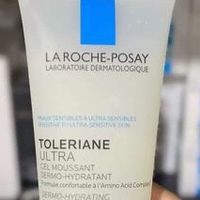 LA ROCHE-POSAY
LABORATOIRE DERMATOLOGIQUE
PEAUX SENSIBLES À ULTRA SENSIBLES
SENSITIVE TO ULTRA-SENSITIVE SKIN
TOLERIANE
ULTRA
GEL MOUSSANT
DERMO-HYDRATANT
Formule confortable à l'Amino Acid Complex
DERMO-HYDRATING